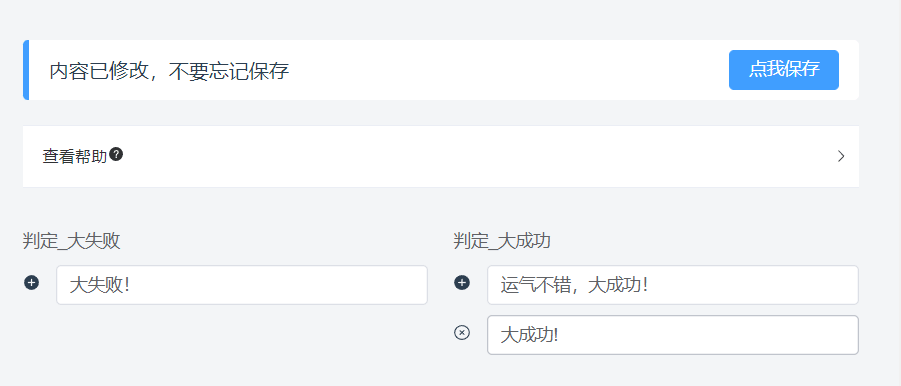 内容已修改，不要忘记保存
点我保存
查看帮助?
判定_大失败
大失败！
判定_大成功
运气不错，大成功！
大成功!